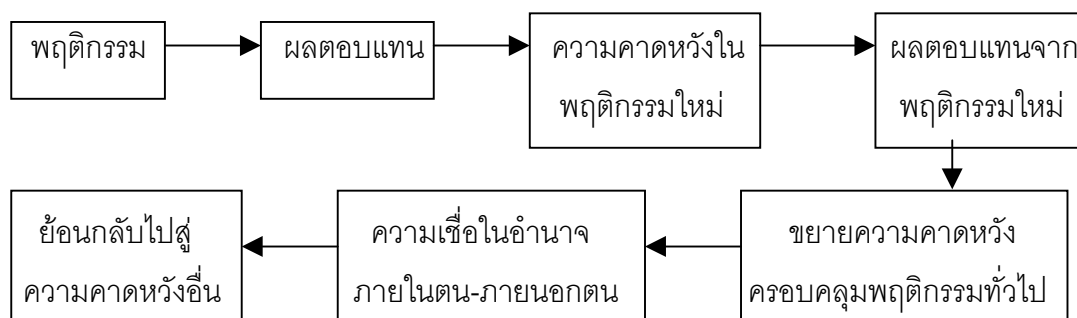 พฤติกรรม
ผลตอบแทน
ความคาดหวังใน
พฤติกรรมใหม่
ผลตอบแทนจาก
พฤติกรรมใหม่
ย้อนกลับไปสู่
ความคาดหวังอื่น
ความเชื่อในอำนาจ
ภายในตน-ภายนอกตน
ขยายความคาดหวัง
ครอบคลุมพฤติกรรมทั่วไป